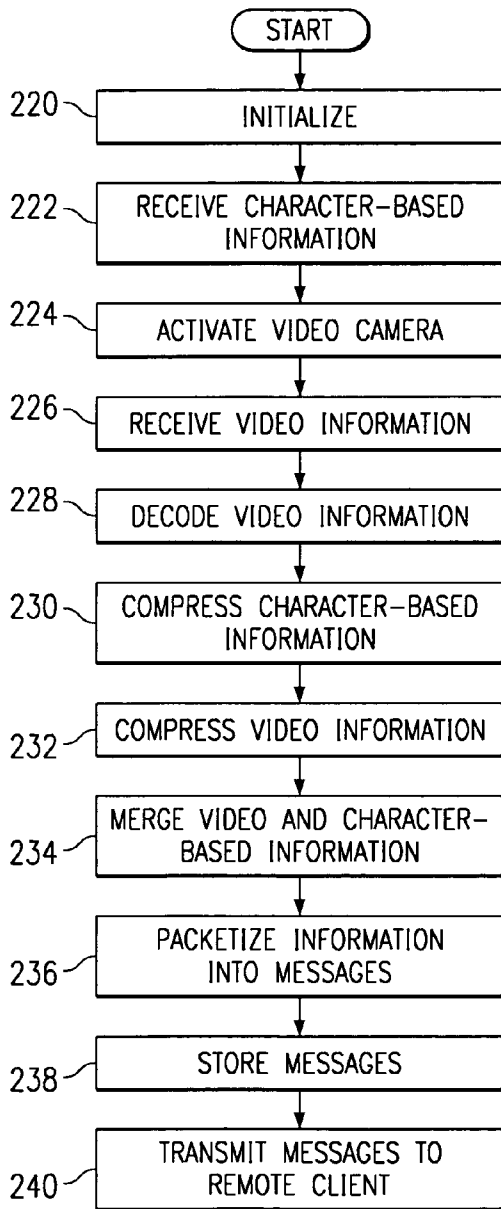 START
220
INITIALIZE
222
RECEIVE CHARACTER-BASED
INFORMATION
224
ACTIVATE VIDEO CAMERA
226
RECEIVE VIDEO INFORMATION
228
DECODE VIDEO INFORMATION
230
COMPRESS CHARACTER-BASED
INFORMATION
232
COMPRESS VIDEO INFORMATION
234
MERGE VIDEO AND CHARACTER-
BASED INFORMATION
236
PACKETIZE INFORMATION
INTO MESSAGES
238
STORE MESSAGES
240
TRANSMIT MESSAGES TO
REMOTE CLIENT